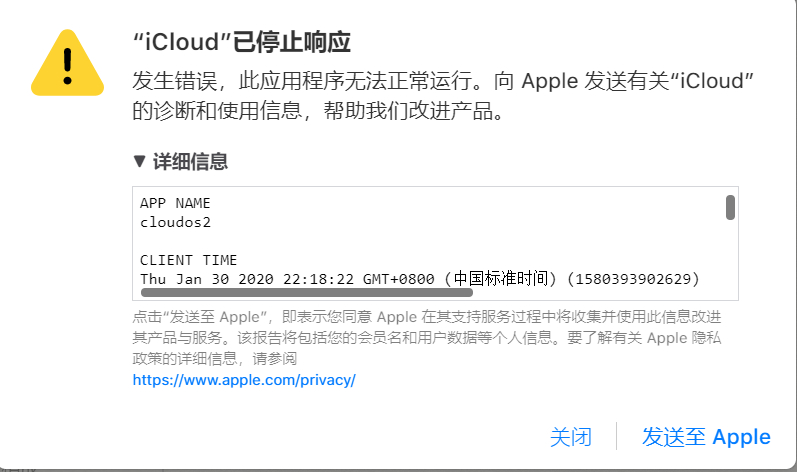 “iCloud”已停止响应
发生错误，此应用程序无法正常运行。向 Apple 发送有关“iCloud”
的诊断和使用信息，帮助我们改进产品。
▼ 详细信息
APP NAME
cloudos2
CLIENT TIME
Thu Jan 30 2020 22:18:22 GMT+0800 (中国标准时间) (1580393902629)
点击“发送至 Apple”，即表示您同意 Apple 在其支持服务过程中将收集并使用此信息改进
其产品与服务。该报告将包括您的会员名和用户数据等个人信息。要了解有关 Apple 隐私
政策的详细信息，请参阅
https://www.apple.com/privacy/
关闭
发送至 Apple